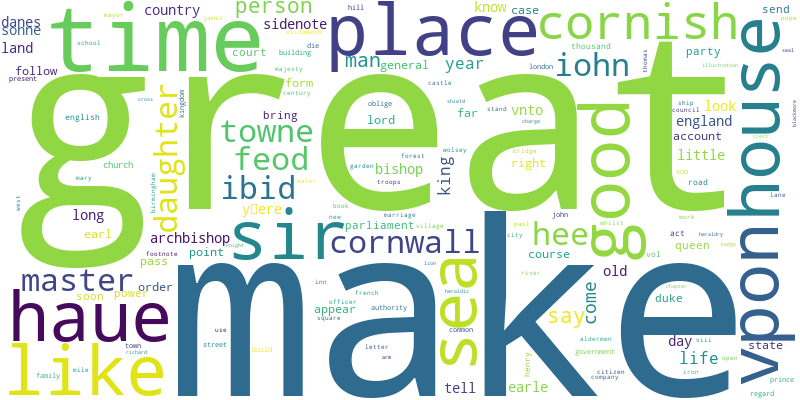 danes
sonne
land
country
time
person
sidenote
place
know
case
send
pope
cornish
great
man
general
year
iohn
party
thousand
follow
court
building
die
majesty
form
century
london
hill
mayor
james
elizabeth
school
present
cross
kingdom
english
bring
lord
castle
shield
stand
charge
oblige
far
vnto
right
england
look
account
little
ship
council
illustration
thomas
seal
blackmore
house
good
daughter
towne
feod
ibid
bishop
king
wolsey
garden
forest
troops
bridge
church
mary
birmingham
west
long
earl
archbishop
point
pass
footnote
knight
water
book
new
marriage
parliament
village
sir
cornwall
hee
course
john
paul
city
whilst
vol
act
queen
work
son
road
lane
crest
heraldry
badge
vpon
master
soon
power
order
haue
make
lion
heraldic
inn
officer
french
appear
authority
square
sea
common
river
old
duke
chapter
say
come
day
viii
state
life
aldermen
government
open
iron
citizen
company
henry
earle
tell
letter
arm
use
street
build
town
richard
like
family
mile
prince
regard